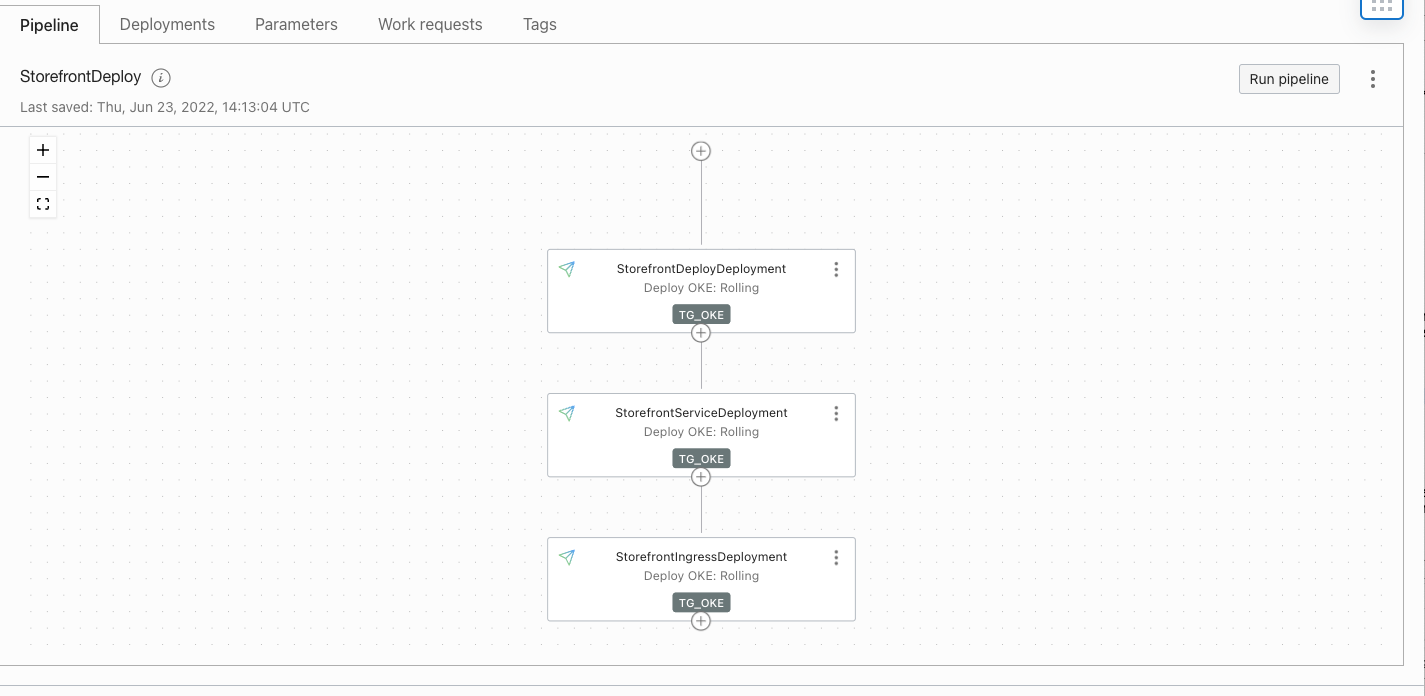 Pipeline
Deployments
Parameters
Work requests
Tags
StorefrontDeploy
Run pipeline
Last saved: Thu, Jun 23, 2022, 14:13:04 UTC
StorefrontDeployDeployment
Deploy OKE: Rolling
TG_OKE
StorefrontServiceDeployment
Deploy OKE: Rolling
TG_OKE
StorefrontIngressDeployment
Deploy OKE: Rolling
TG_OKE